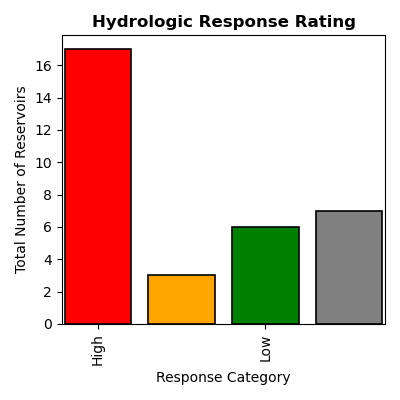 Hydrologic Response Rating
Total Number of Reservoirs
16
14
12
10
8
6
4
2
0
High
Low
Response Category